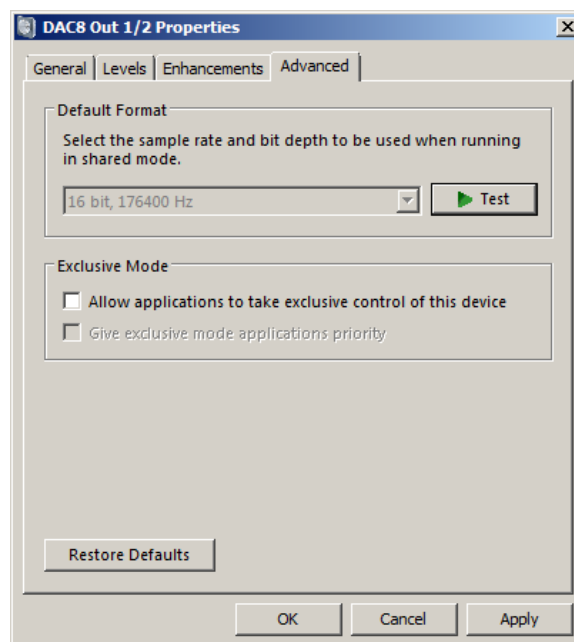 DAC8 Out 1/2 Properties
General Levels Enhancements Advanced
Default Format
Select the sample rate and bit depth to be used when running
in shared mode.
16 bit, 176400 Hz
Test
Exclusive Mode
Allow applications to take exclusive control of this device
Give exclusive mode applications priority
Restore Defaults
OK Cancel Apply